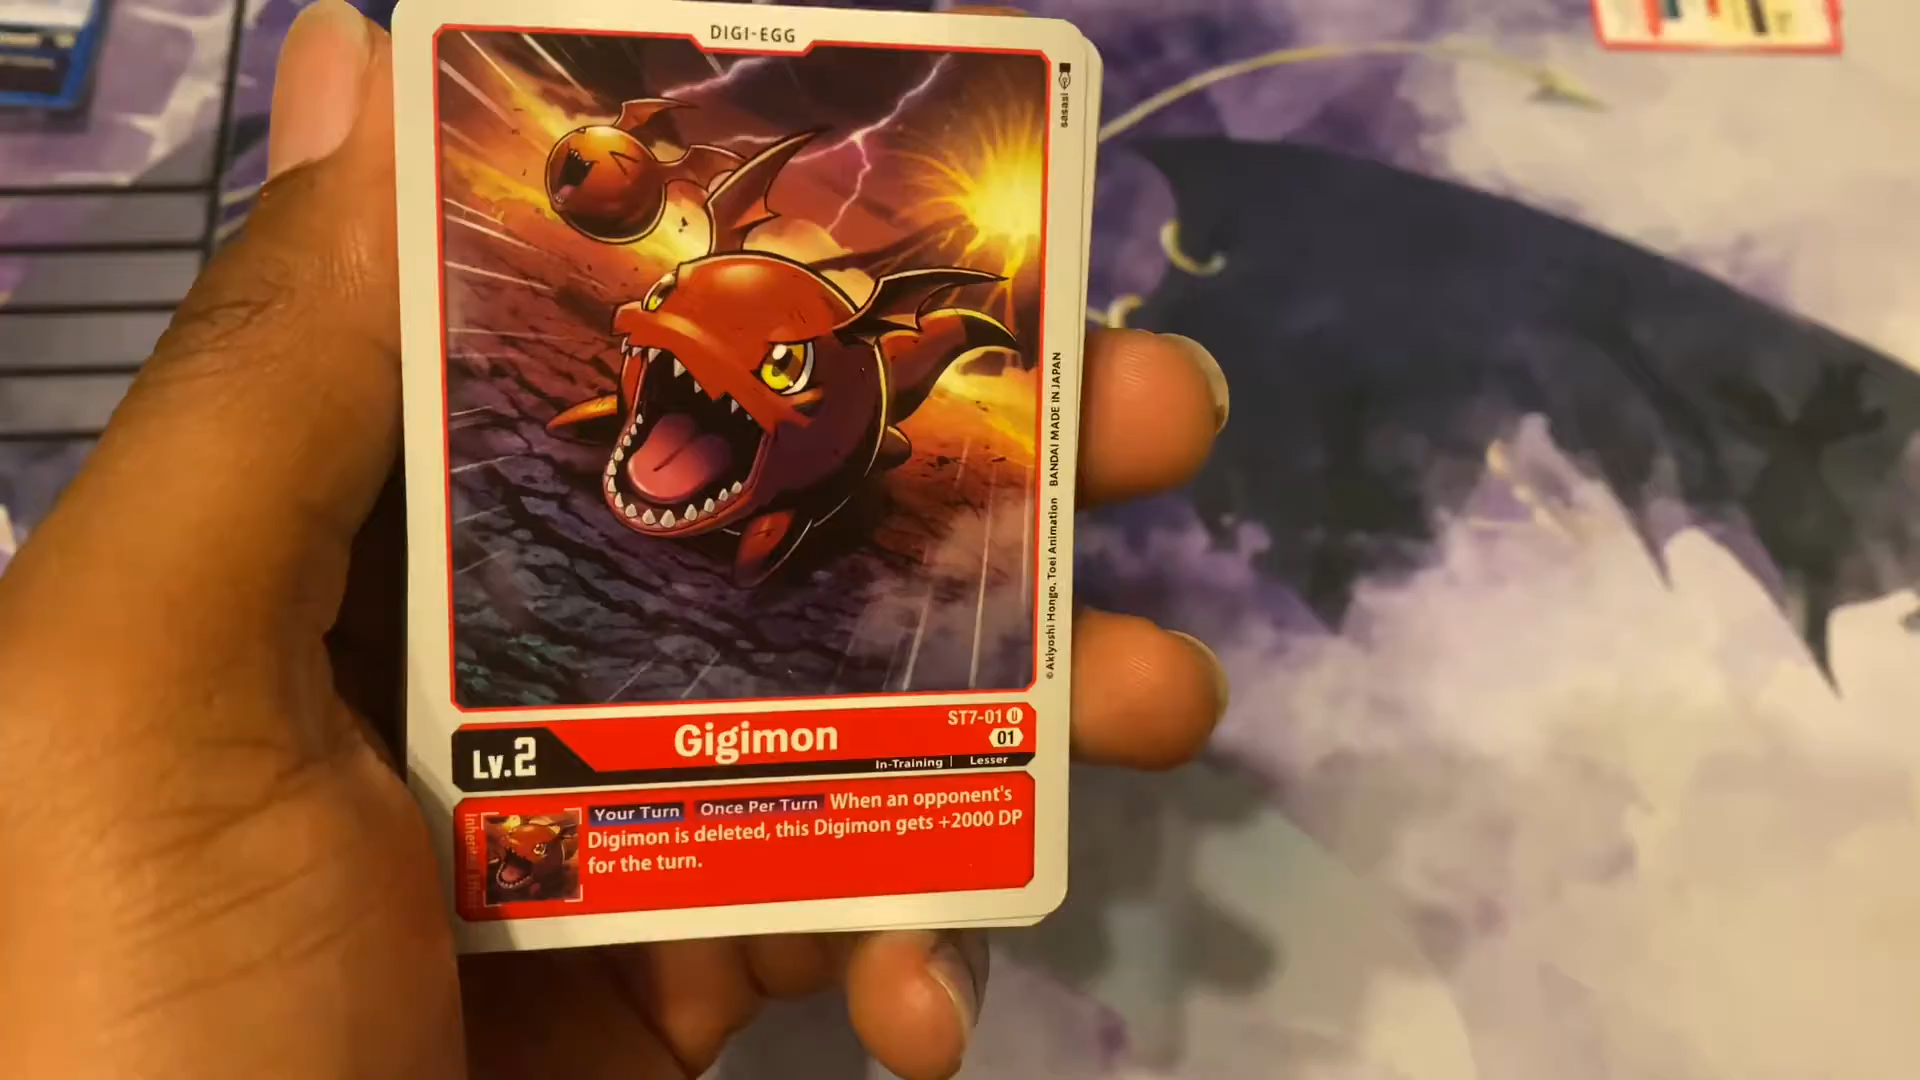 DIGI-EGG
sasasi
©Akiyoshi Hongo, Toei Animation BANDAI MADE IN JAPAN
ST7-01 U
Gigimon
01
Lv.2
In-Training | Lesser
Your Turn Once Per Turn When an opponent's
Digimon is deleted, this Digimon gets +2000 DP
for the turn.